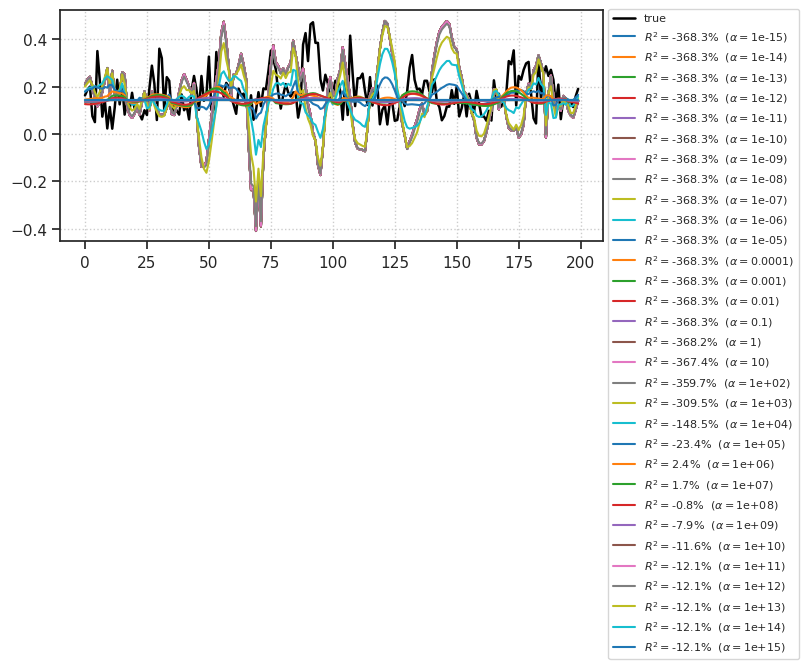 0.4
0.2
0.0
−0.2
−0.4
0 25 50 75 100 125 150 175 200
true
R² = -368.3% (α = 1e-15)
R² = -368.3% (α = 1e-14)
R² = -368.3% (α = 1e-13)
R² = -368.3% (α = 1e-12)
R² = -368.3% (α = 1e-11)
R² = -368.3% (α = 1e-10)
R² = -368.3% (α = 1e-09)
R² = -368.3% (α = 1e-08)
R² = -368.3% (α = 1e-07)
R² = -368.3% (α = 1e-06)
R² = -368.3% (α = 1e-05)
R² = -368.3% (α = 0.0001)
R² = -368.3% (α = 0.001)
R² = -368.3% (α = 0.01)
R² = -368.3% (α = 0.1)
R² = -368.2% (α = 1)
R² = -367.4% (α = 10)
R² = -359.7% (α = 1e+02)
R² = -309.5% (α = 1e+03)
R² = -148.5% (α = 1e+04)
R² = -23.4% (α = 1e+05)
R² = 2.4% (α = 1e+06)
R² = 1.7% (α = 1e+07)
R² = -0.8% (α = 1e+08)
R² = -7.9% (α = 1e+09)
R² = -11.6% (α = 1e+10)
R² = -12.1% (α = 1e+11)
R² = -12.1% (α = 1e+12)
R² = -12.1% (α = 1e+13)
R² = -12.1% (α = 1e+14)
R² = -12.1% (α = 1e+15)